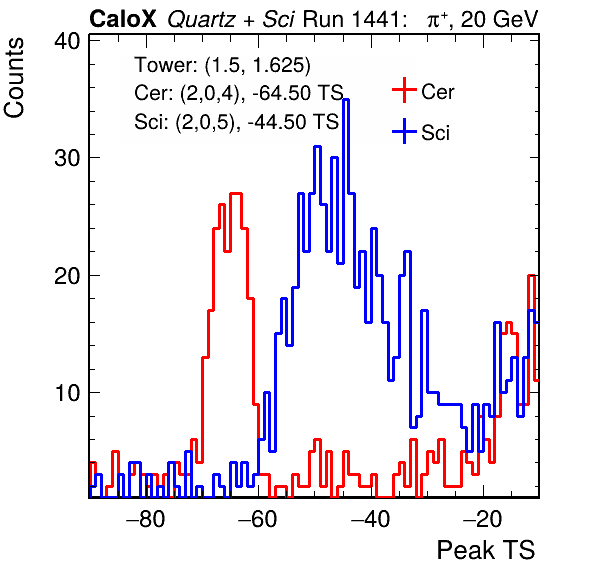 CaloX Quartz + Sci Run 1441: π⁺, 20 GeV
Counts
40
30
20
10
Tower: (1.5, 1.625)
Cer: (2,0,4), -64.50 TS
Sci: (2,0,5), -44.50 TS
Cer
Sci
−80 −60 −40 −20
Peak TS